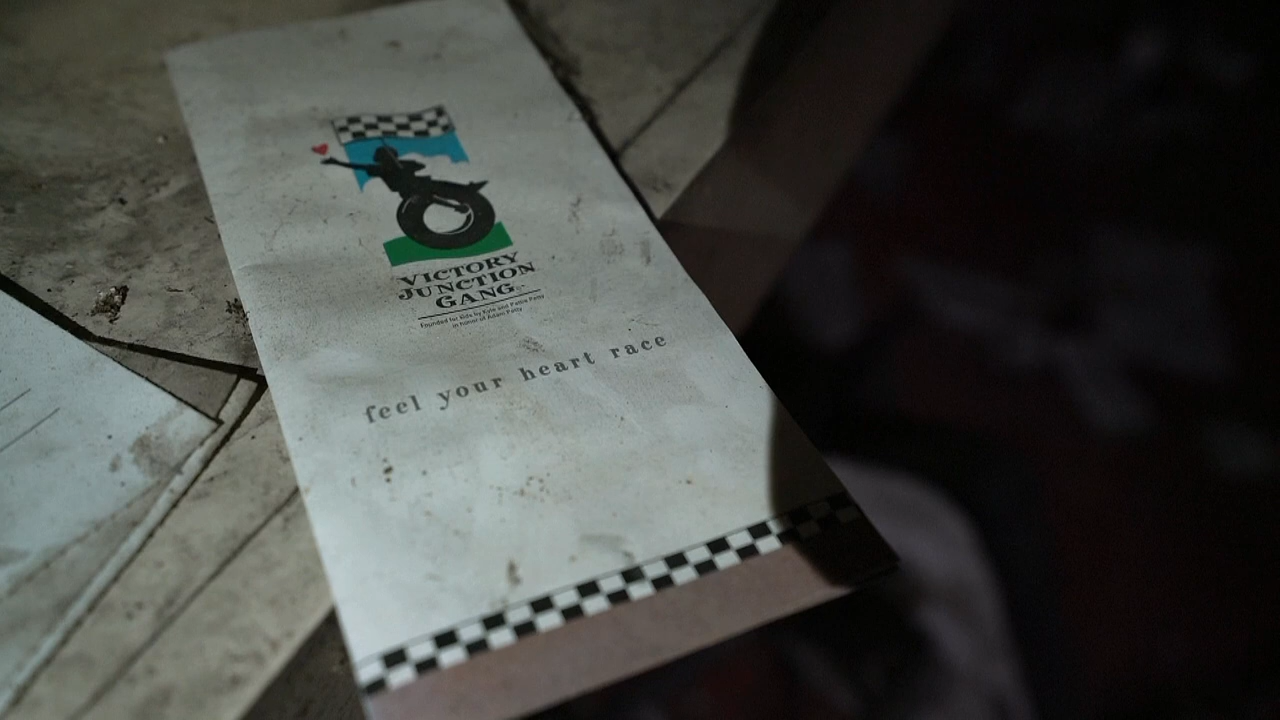 VICTORY
JUNCTION
GANG
Founded for kids by Kyle and Pattie Petty
in honor of Adam Petty
feel your heart race